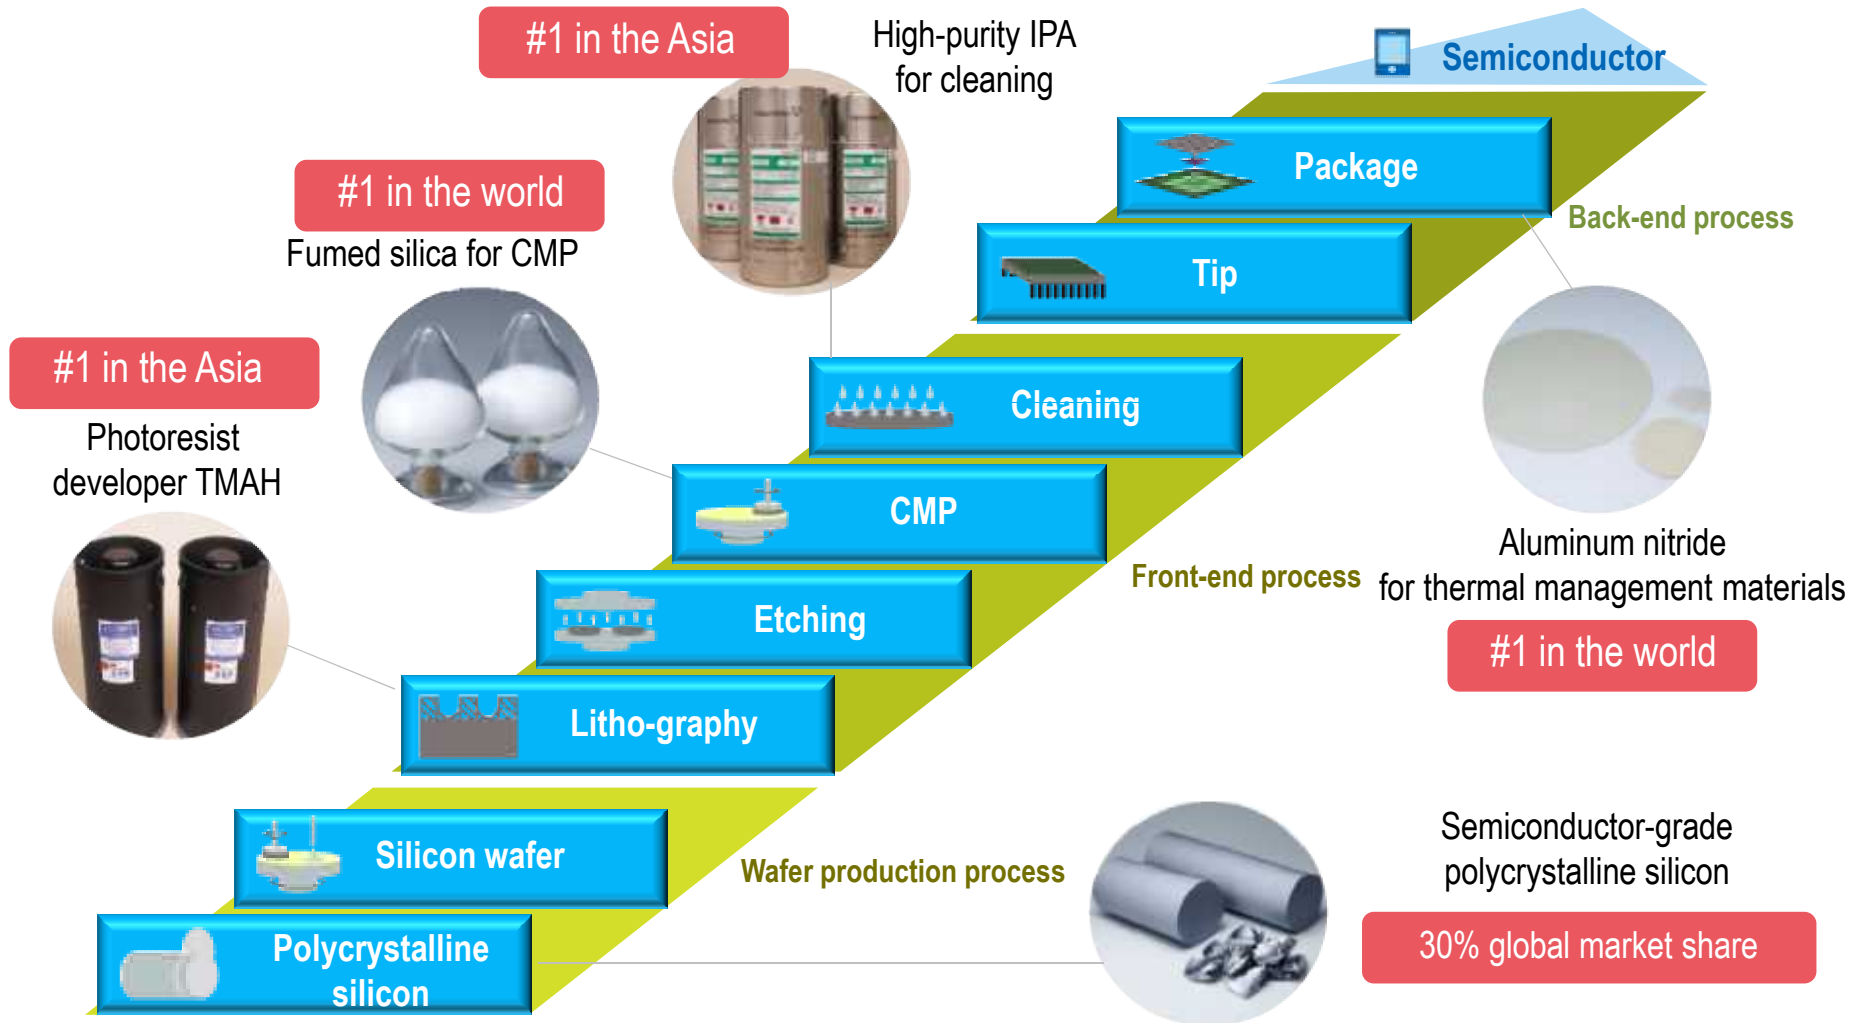 #1 in the Asia
High-purity IPA
for cleaning
Semiconductor
Package
Back-end process
#1 in the world
Fumed silica for CMP
Tip
#1 in the Asia
Photoresist
developer TMAH
Cleaning
CMP
Aluminum nitride
for thermal management materials
#1 in the world
Front-end process
Etching
Litho-graphy
Silicon wafer
Wafer production process
Semiconductor-grade
polycrystalline silicon
30% global market share
Polycrystalline
silicon